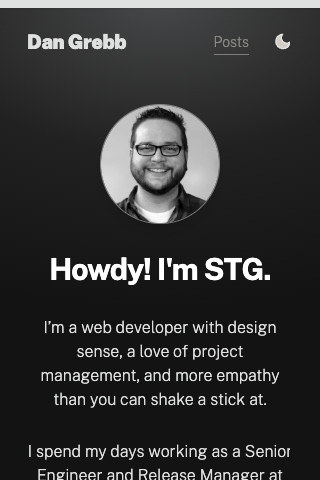 Dan Grebb
Posts
Howdy! I'm STG.
I’m a web developer with design
sense, a love of project
management, and more empathy
than you can shake a stick at.
I spend my days working as a Senior
Engineer and Release Manager at